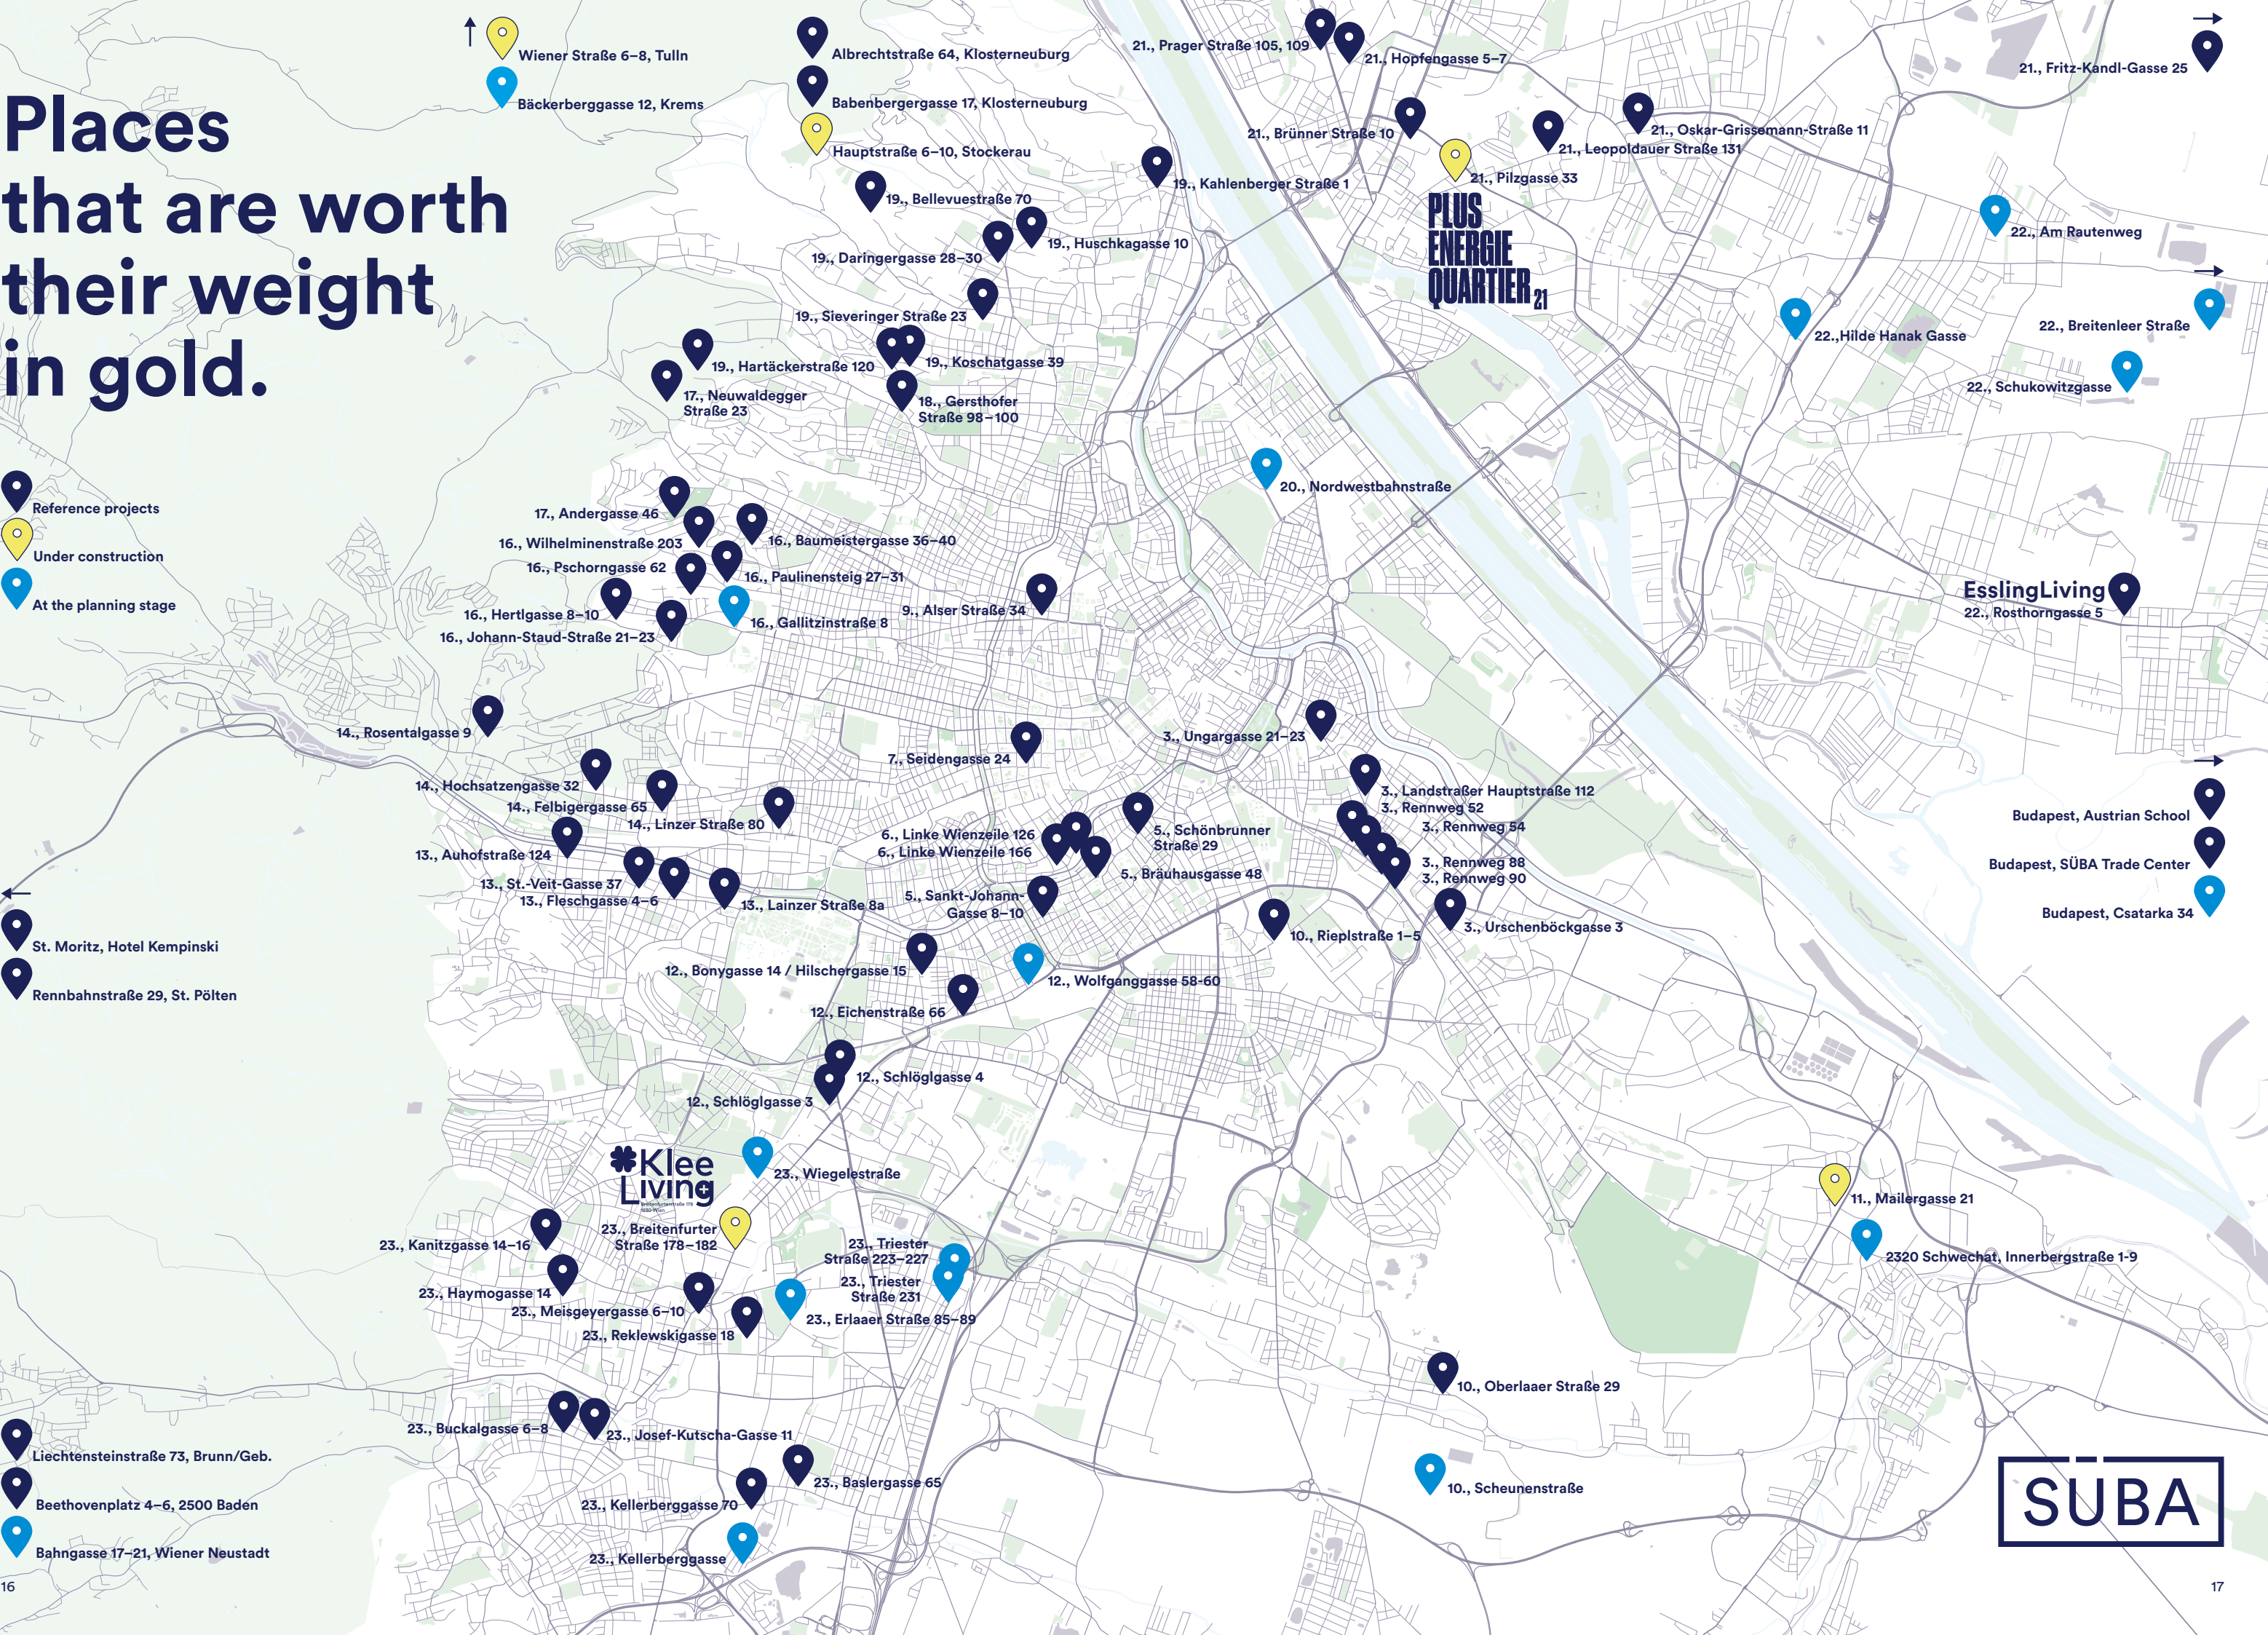 Places
that are worth
their weight
in gold.
Reference projects
Under construction
At the planning stage
Wiener Straße 6–8, Tulln
Bäckerberggasse 12, Krems
Albrechtstraße 64, Klosterneuburg
Babenbergergasse 17, Klosterneuburg
Hauptstraße 6–10, Stockerau
19., Bellevuestraße 70
19., Huschkagasse 10
19., Daringergasse 28–30
19., Sieveringer Straße 23
19., Koschatgasse 39
19., Hartäckerstraße 120
17., Neuwaldegger
Straße 23
18., Gersthofer
Straße 98–100
19., Kahlenberger Straße 1
21., Prager Straße 105, 109
21., Hopfengasse 5–7
21., Brünner Straße 10
21., Pilzgasse 33
PLUS
ENERGIE
QUARTIER 21
21., Leopoldauer Straße 131
21., Oskar-Grissemann-Straße 11
21., Fritz-Kandl-Gasse 25
22., Am Rautenweg
22., Breitenleer Straße
22.,Hilde Hanak Gasse
22., Schukowitzgasse
20., Nordwestbahnstraße
17., Andergasse 46
16., Wilhelminenstraße 203
16., Baumeistergasse 36–40
16., Pschorngasse 62
16., Paulinensteig 27–31
16., Hertlgasse 8–10
16., Gallitzinstraße 8
16., Johann-Staud-Straße 21–23
9., Alser Straße 34
EsslingLiving
22., Rosthorngasse 5
14., Rosentalgasse 9
14., Hochsatzengasse 32
14., Felbigergasse 65
14., Linzer Straße 80
13., Auhofstraße 124
13., St.-Veit-Gasse 37
13., Fleschgasse 4–6
13., Lainzer Straße 8a
7., Seidengasse 24
3., Ungargasse 21–23
3., Landstraßer Hauptstraße 112
3., Rennweg 52
3., Rennweg 54
3., Rennweg 88
3., Rennweg 90
3., Urschenböckgasse 3
6., Linke Wienzeile 126
6., Linke Wienzeile 166
5., Schönbrunner
Straße 29
5., Bräuhausgasse 48
5., Sankt-Johann-
Gasse 8–10
10., Rieplstraße 1–5
Budapest, Austrian School
Budapest, SÜBA Trade Center
Budapest, Csatarka 34
St. Moritz, Hotel Kempinski
Rennbahnstraße 29, St. Pölten
12., Bonygasse 14 / Hilschergasse 15
12., Wolfganggasse 58-60
12., Eichenstraße 66
12., Schlöglgasse 4
12., Schlöglgasse 3
Klee
Living
Breitenfurterstraße 178
1230 Wien
23., Wiegelestraße
23., Breitenfurter
Straße 178–182
23., Kanitzgasse 14–16
23., Haymogasse 14
23., Meisgeyergasse 6–10
23., Reklewskigasse 18
23., Triester
Straße 223–227
23., Triester
Straße 231
23., Erlaaer Straße 85–89
11., Mailergasse 21
2320 Schwechat, Innerbergstraße 1-9
10., Oberlaaer Straße 29
10., Scheunenstraße
23., Buckalgasse 6–8
23., Josef-Kutscha-Gasse 11
23., Baslergasse 65
23., Kellerberggasse 70
23., Kellerberggasse
Liechtensteinstraße 73, Brunn/Geb.
Beethovenplatz 4–6, 2500 Baden
Bahngasse 17–21, Wiener Neustadt
SÜBA
16
17